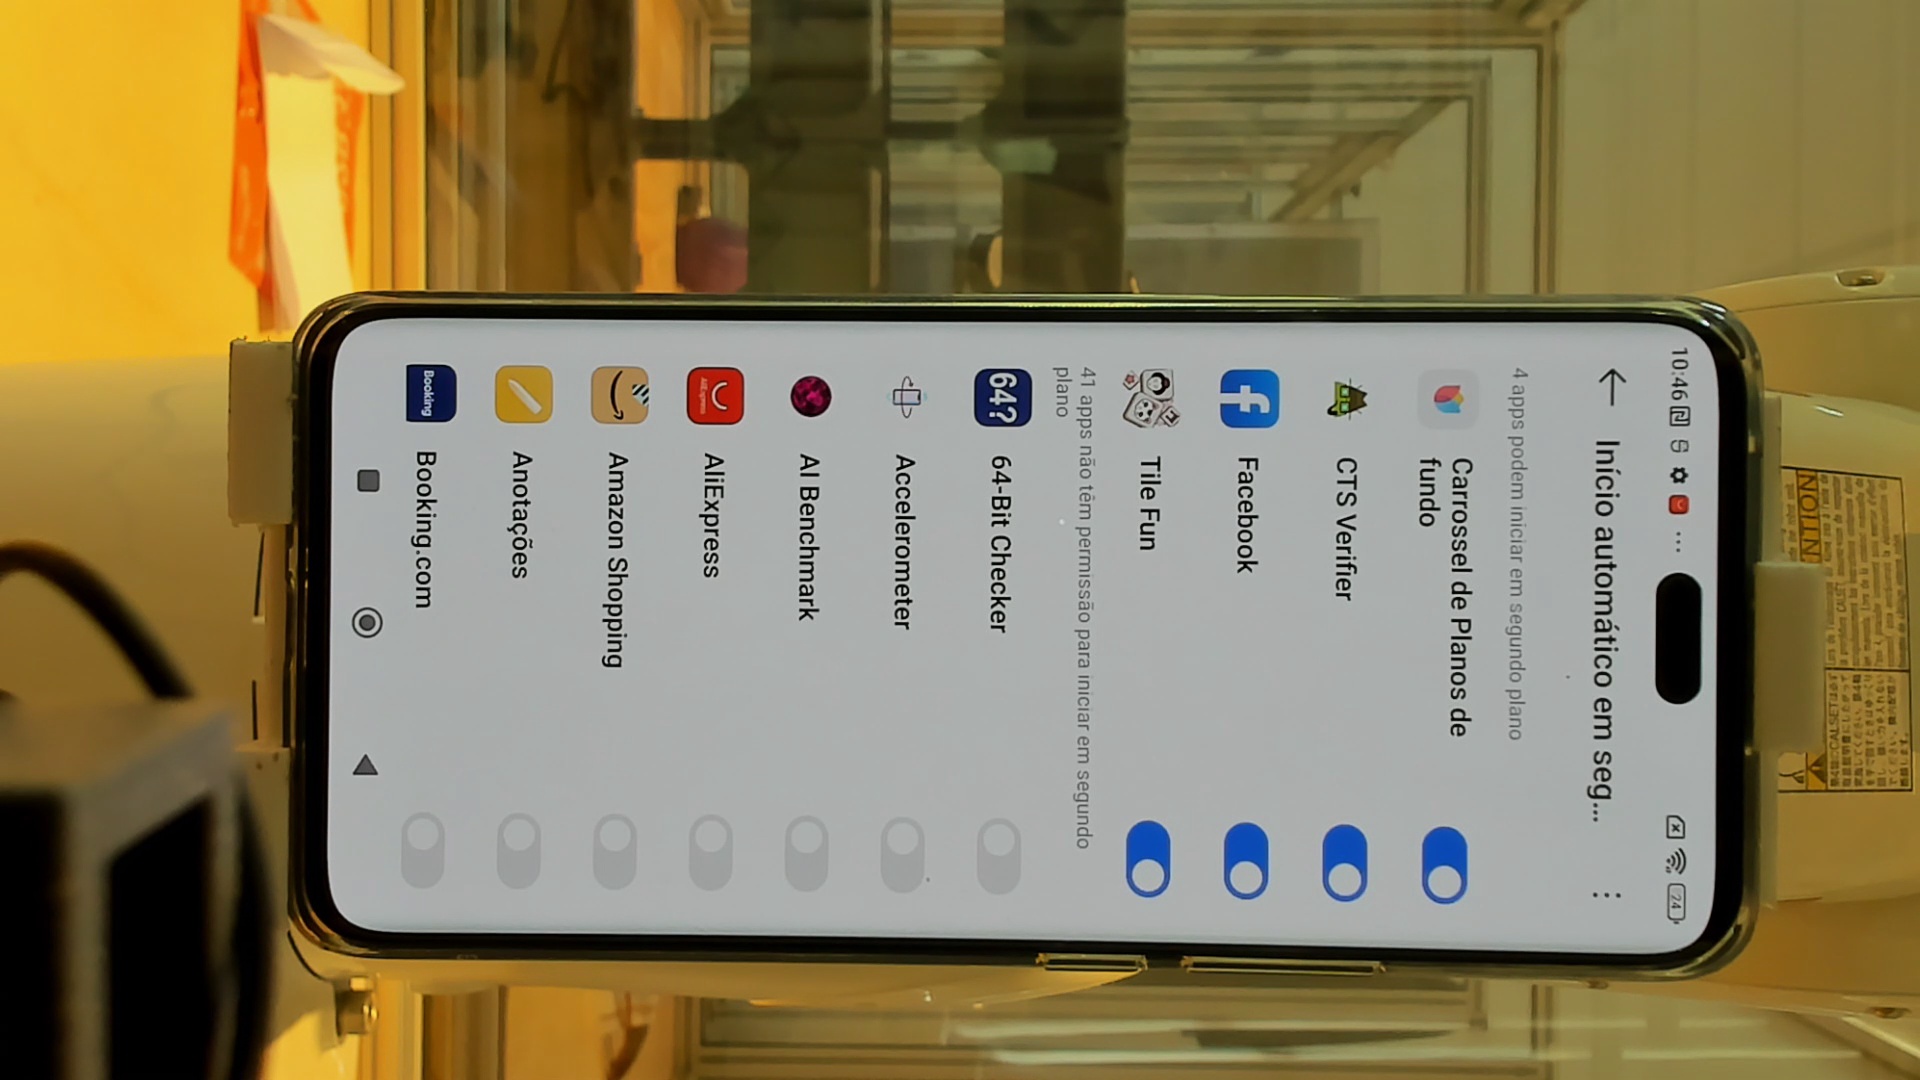 10:46
24
Início automático em seg...
4 apps podem iniciar em segundo plano
Carrossel de Planos de
fundo
CTS Verifier
Facebook
Tile Fun
41 apps não têm permissão para iniciar em segundo
plano
64?
64-Bit Checker
Accelerometer
AI Benchmark
AliExpress
AliExpress
Amazon Shopping
Anotações
Booking
Booking.com